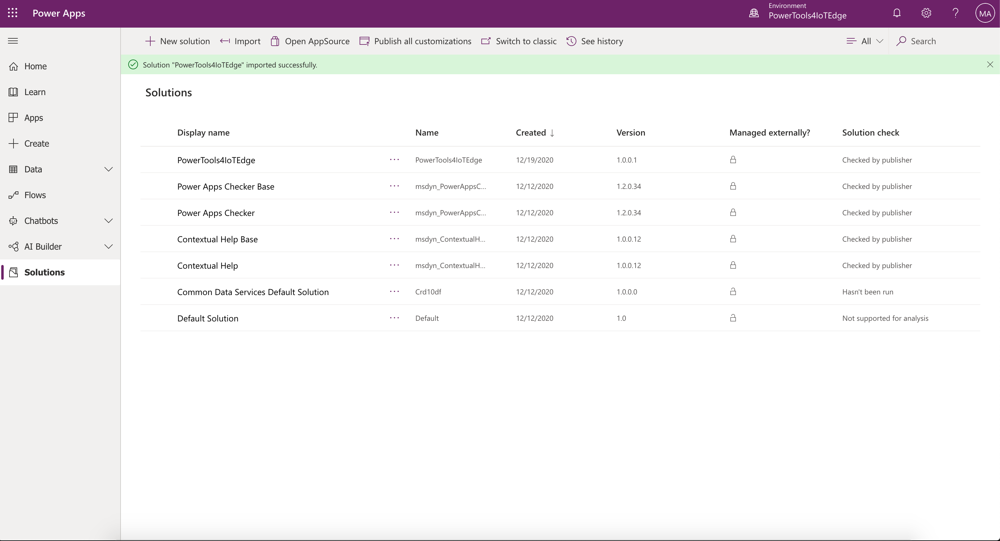 Power Apps
Environment
PowerTools4IoTEdge
MA
New solution
Import
Open AppSource
Publish all customizations
Switch to classic
See history
All
Search
Solution "PowerTools4IoTEdge" imported successfully.
Home
Learn
Apps
Create
Data
Flows
Chatbots
AI Builder
Solutions
Solutions
Display name Name Created Version Managed externally? Solution check
PowerTools4IoTEdge ... PowerTools4IoTEdge 12/19/2020 1.0.0.1 Checked by publisher
Power Apps Checker Base ... msdyn_PowerAppsC... 12/12/2020 1.2.0.34 Checked by publisher
Power Apps Checker ... msdyn_PowerAppsC... 12/12/2020 1.2.0.34 Checked by publisher
Contextual Help Base ... msdyn_ContextualH... 12/12/2020 1.0.0.12 Checked by publisher
Contextual Help ... msdyn_ContextualH... 12/12/2020 1.0.0.12 Checked by publisher
Common Data Services Default Solution ... Crd10df 12/12/2020 1.0.0.0 Hasn't been run
Default Solution ... Default 12/12/2020 1.0 Not supported for analysis